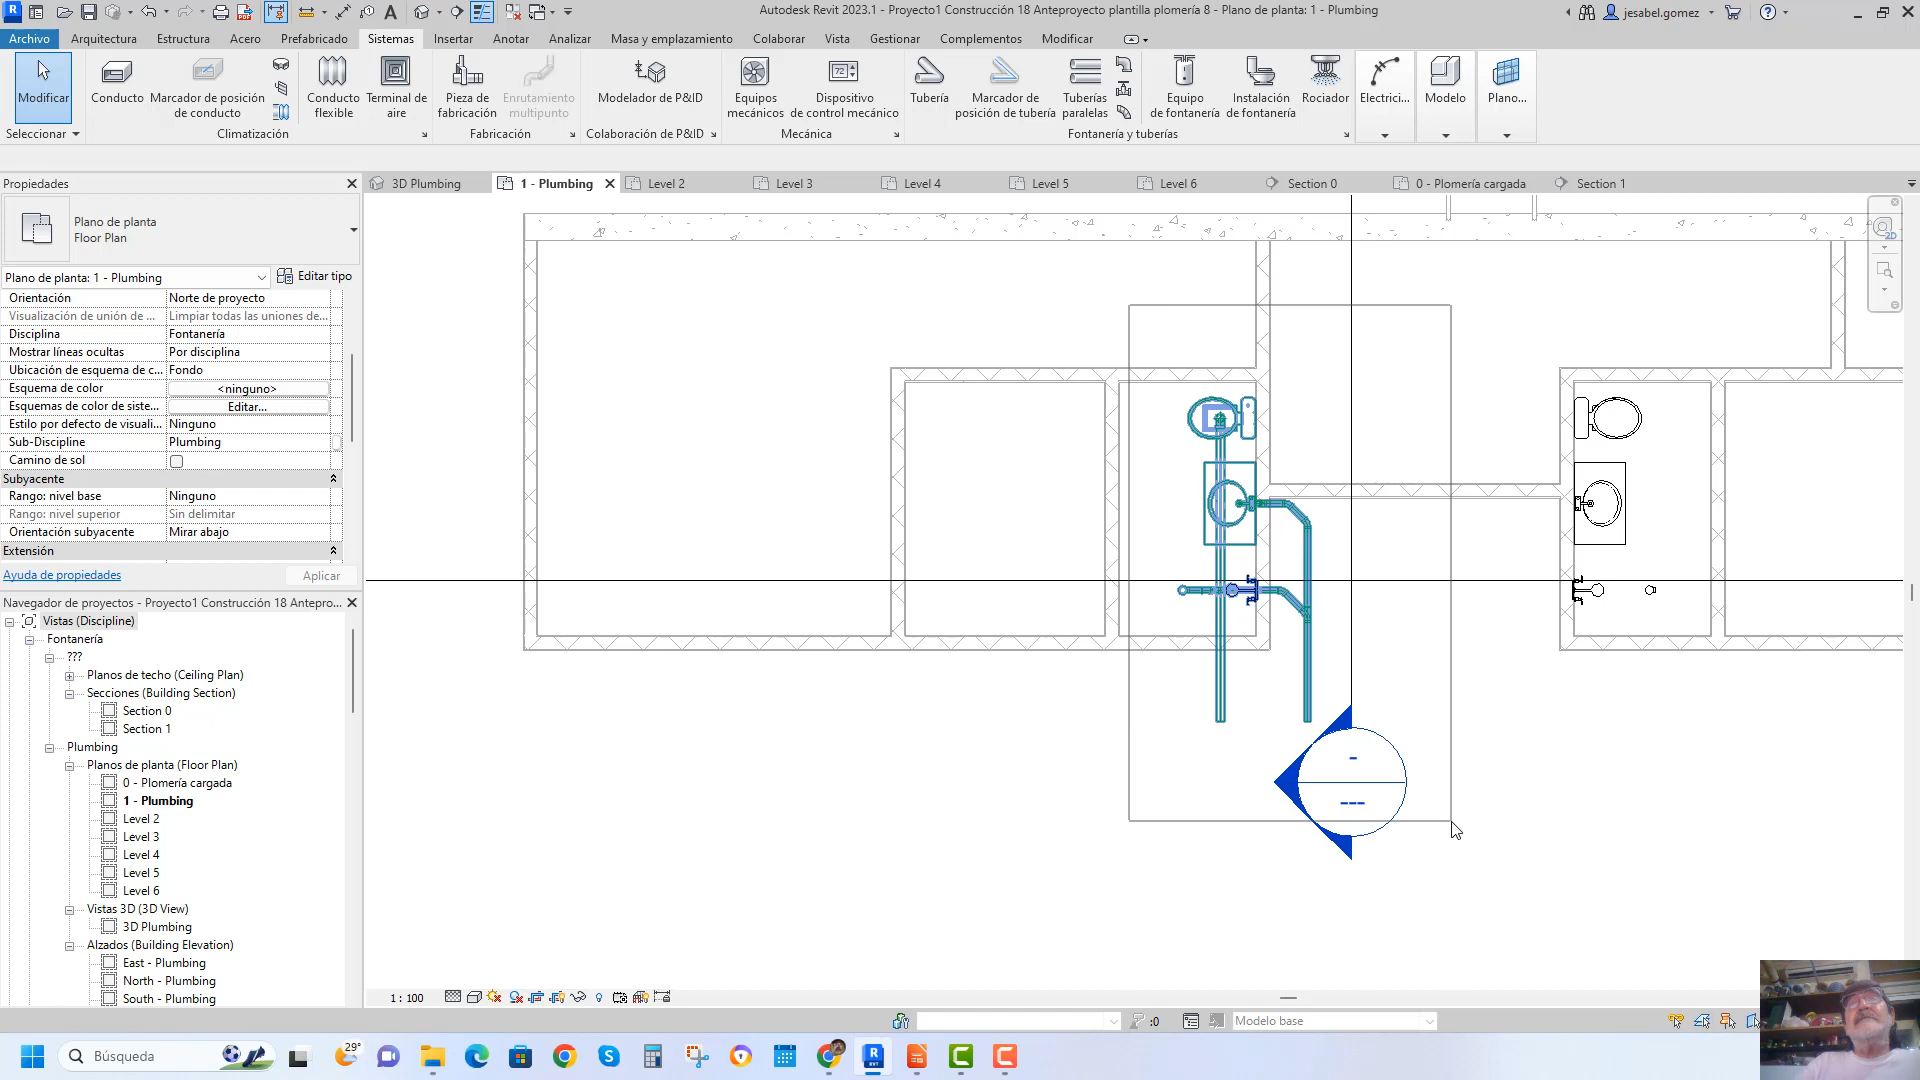 Autodesk Revit 2023.1 - Proyecto1 Construcción 18 Anteproyecto plantilla plomería 8 - Plano de planta: 1 - Plumbing
jesabel.gomez
Archivo Arquitectura Estructura Acero Prefabricado Sistemas Insertar Anotar Analizar Masa y emplazamiento Colaborar Vista Gestionar Complementos Modificar
Modificar
Conducto
Marcador de posición de conducto
Conducto flexible
Terminal de aire
Pieza de fabricación
Enrutamiento multipunto
Modelador de P&ID
Equipos mecánicos
72
Dispositivo de control mecánico
Tubería
Marcador de posición de tubería
Tuberías paralelas
Equipo de fontanería
Instalación de fontanería
Rociador
Electrici...
Modelo
Plano...
Seleccionar
Climatización
Fabricación
Colaboración de P&ID
Mecánica
Fontanería y tuberías
Propiedades
3D Plumbing
1 - Plumbing
Level 2
Level 3
Level 4
Level 5
Level 6
Section 0
0 - Plomería cargada
Section 1
Plano de planta
Floor Plan
Plano de planta: 1 - Plumbing
Editar tipo
Orientación Norte de proyecto
Visualización de unión de ... Limpiar todas las uniones de...
Disciplina Fontanería
Mostrar líneas ocultas Por disciplina
Ubicación de esquema de c... Fondo
Esquema de color <ninguno>
Esquemas de color de siste... Editar...
Estilo por defecto de visuali... Ninguno
Sub-Discipline Plumbing
Camino de sol
Subyacente
Rango: nivel base Ninguno
Rango: nivel superior Sin delimitar
Orientación subyacente Mirar abajo
Extensión
Ayuda de propiedades
Aplicar
Navegador de proyectos - Proyecto1 Construcción 18 Antepro...
Vistas (Discipline)
Fontanería
???
Planos de techo (Ceiling Plan)
Secciones (Building Section)
Section 0
Section 1
Plumbing
Planos de planta (Floor Plan)
0 - Plomería cargada
1 - Plumbing
Level 2
Level 3
Level 4
Level 5
Level 6
Vistas 3D (3D View)
3D Plumbing
Alzados (Building Elevation)
East - Plumbing
North - Plumbing
South - Plumbing
2D
-
---
1 : 100
:0
Modelo base
Búsqueda
29°